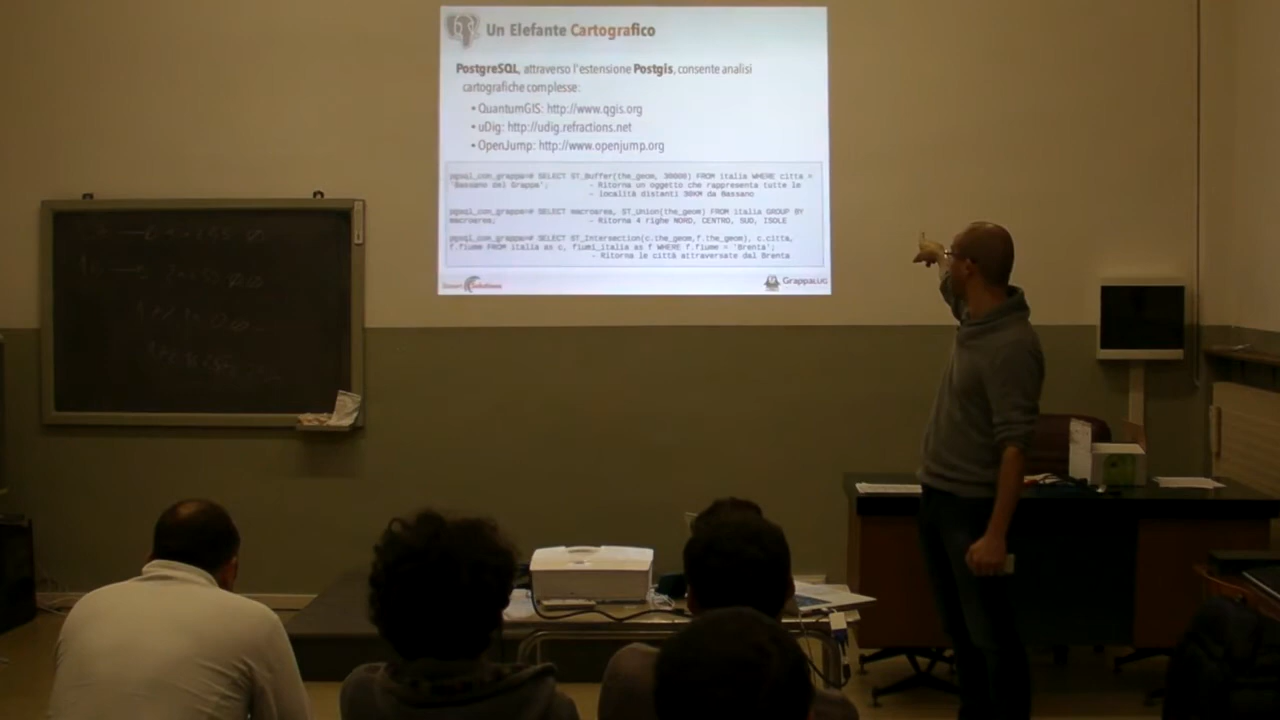 Un Elefante Cartografico
PostgreSQL, attraverso l'estensione Postgis, consente analisi
cartografiche complesse:
• QuantumGIS: http://www.qgis.org
• uDig: http://udig.refractions.net
• OpenJump: http://www.openjump.org
pgsql_con_grappa=# SELECT ST_Buffer(the_geom, 30000) FROM italia WHERE citta =
'Bassano Del Grappa'; - Ritorna un oggetto che rappresenta tutte le
- località distanti 30KM da Bassano
pgsql_con_grappa=# SELECT macroarea, ST_Union(the_geom) FROM italia GROUP BY
macroarea; - Ritorna 4 righe NORD, CENTRO, SUD, ISOLE
pgsql_con_grappa=# SELECT ST_Intersection(c.the_geom,f.the_geom), c.citta,
f.fiume FROM italia as c, fiumi_italia as f WHERE f.fiume = 'Brenta';
- Ritorna le città attraversate dal Brenta
Solutions
GrappaLUG